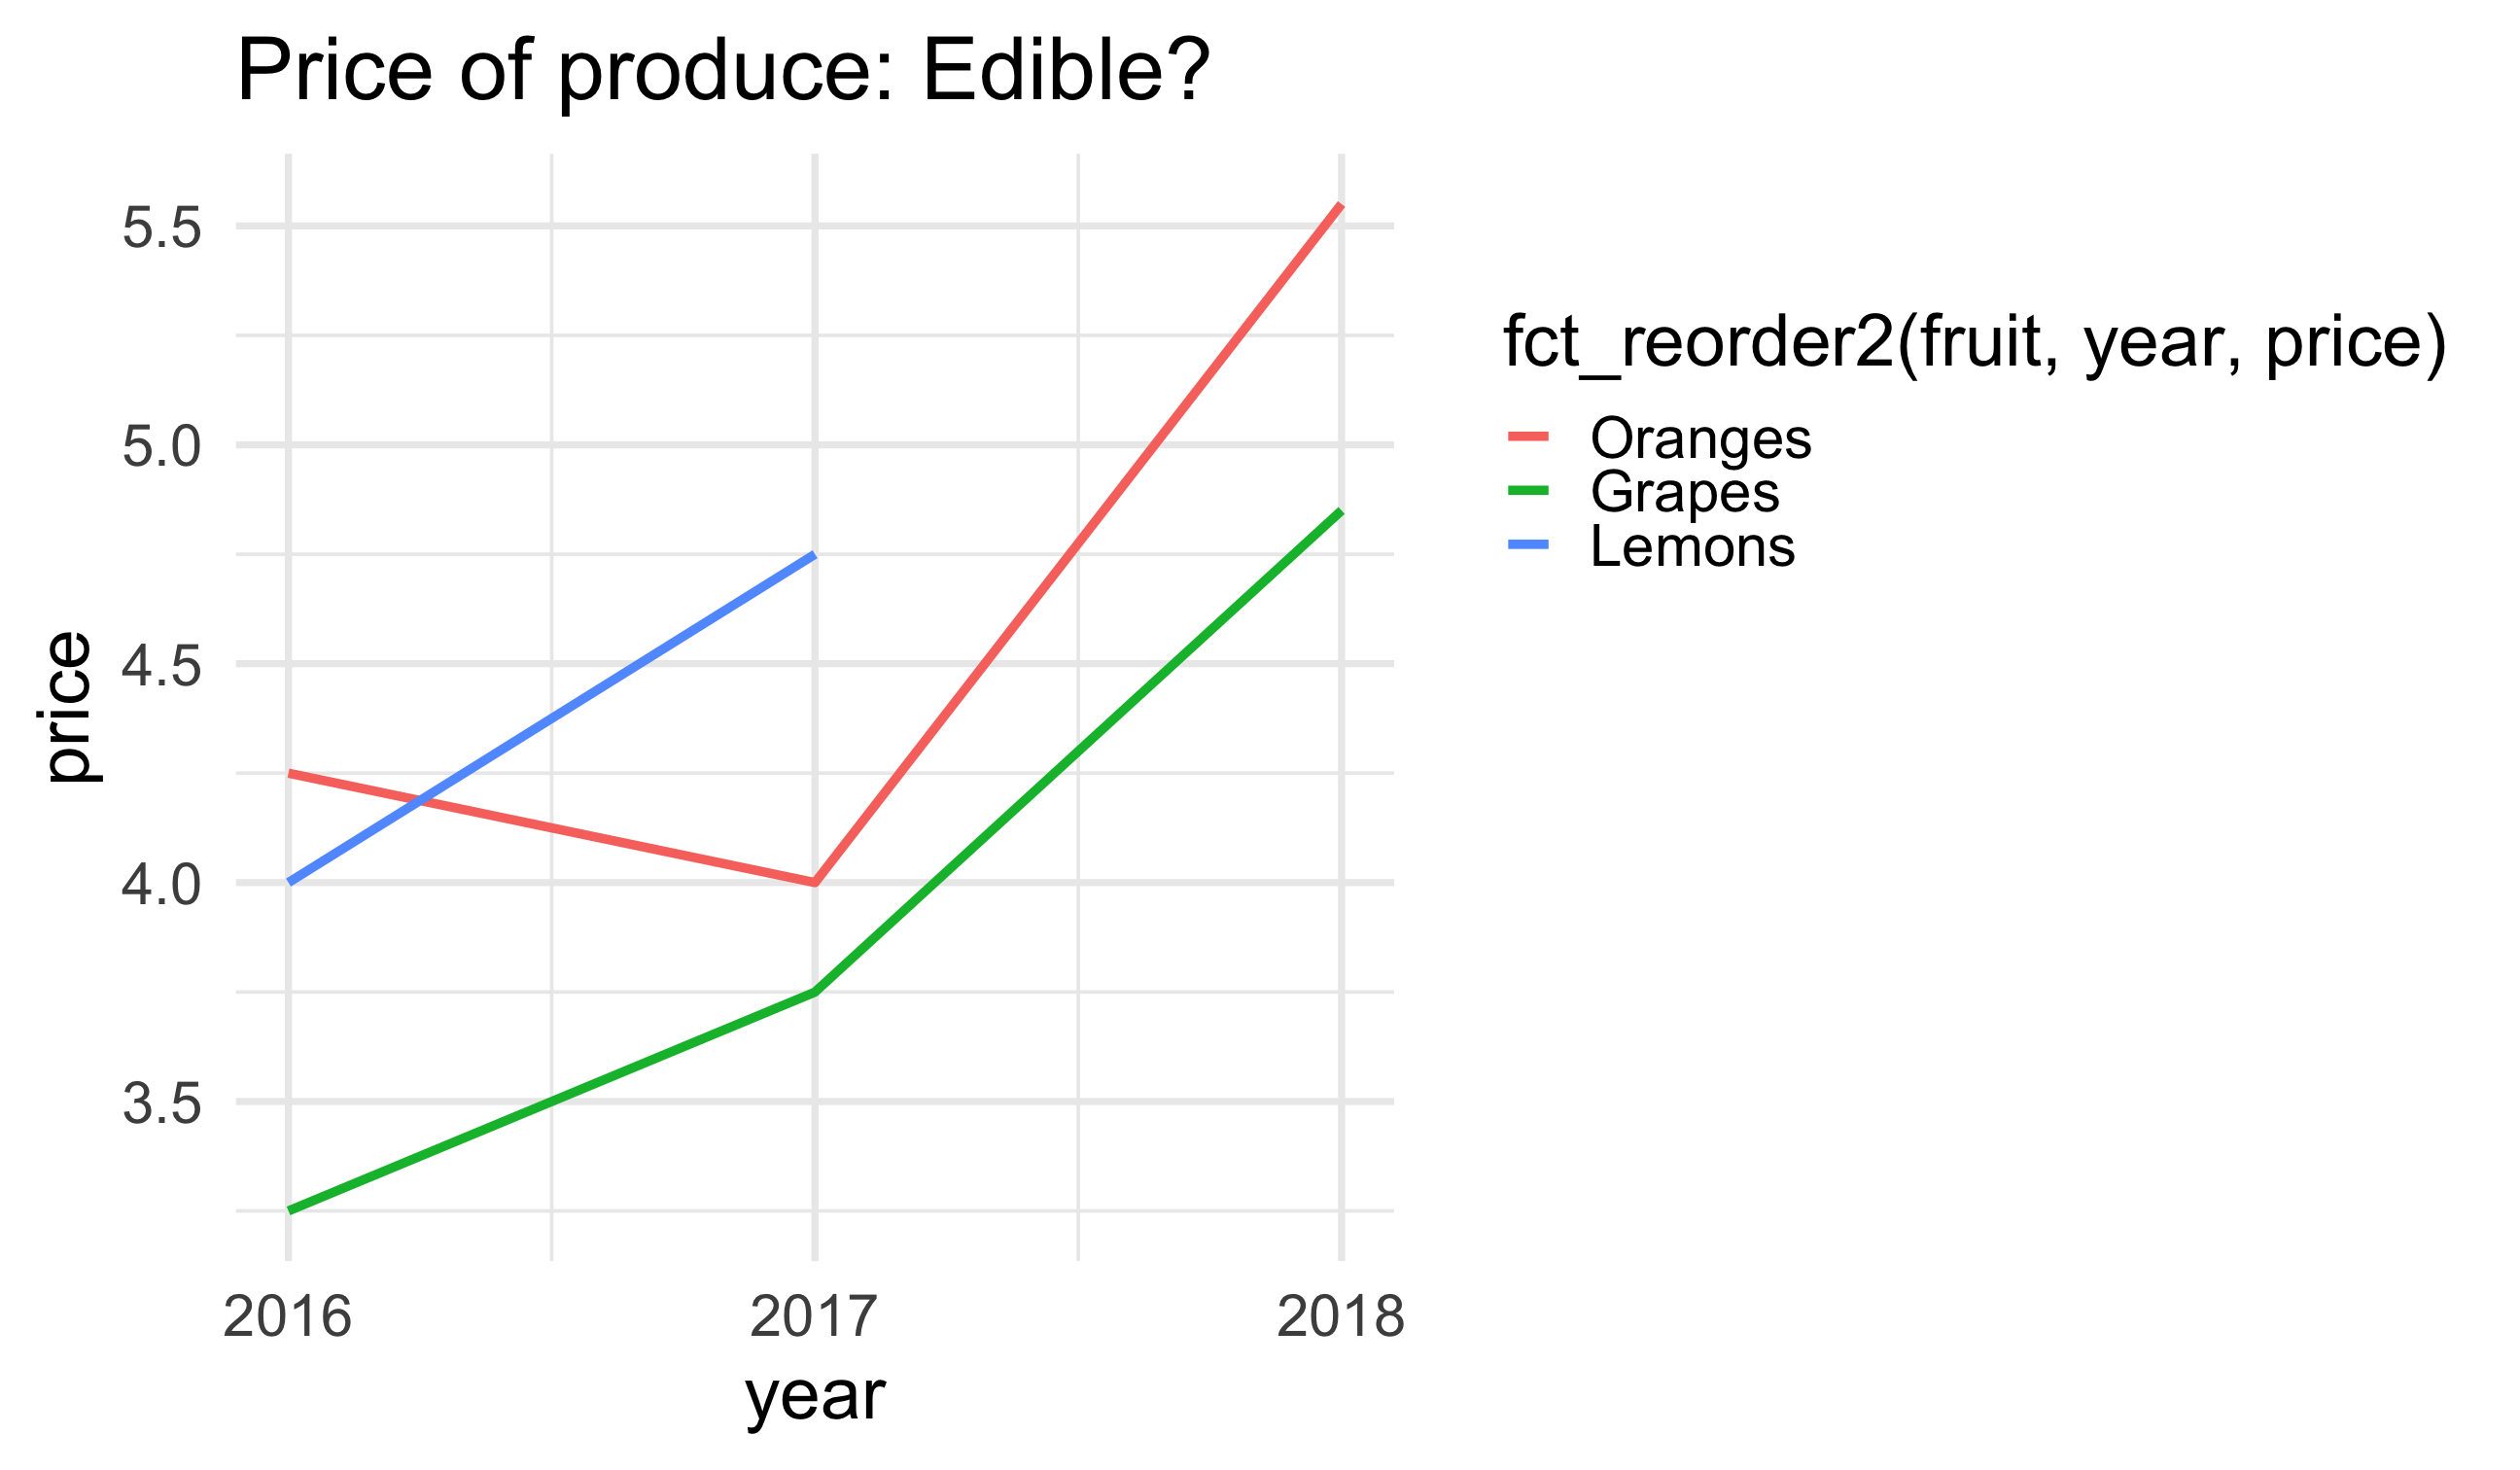 Price of produce: Edible?
5.5
5.0
4.5
4.0
3.5
price
2016 2017 2018
year
fct_reorder2(fruit, year, price)
Oranges
Grapes
Lemons